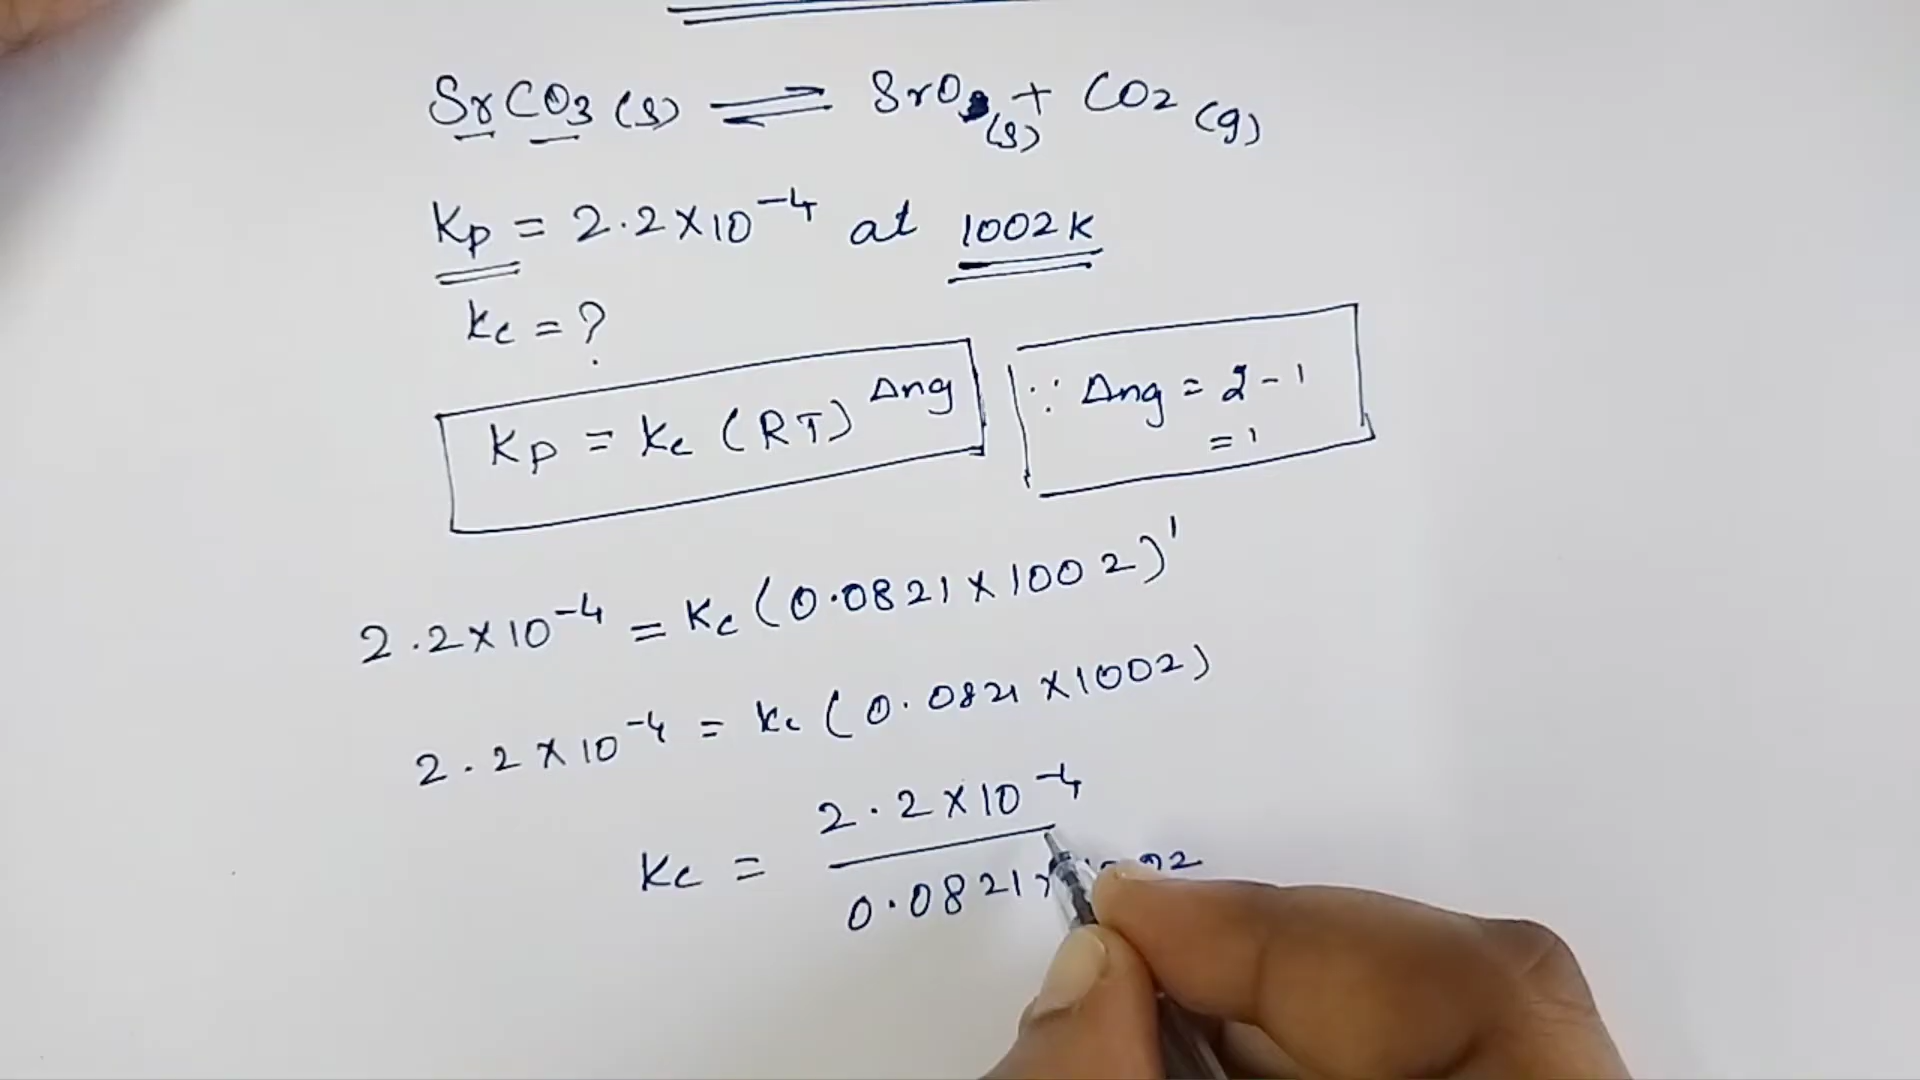 SrCO3 (s) ⇌ SrO (s) + CO2 (g)
Kp = 2.2×10^-4 at 1002K
Kc = ?
Kp = Kc (RT)^Δng
∵ Δng = 2 - 1
= 1
2.2×10^-4 = Kc (0.0821×1002)^1
2.2×10^-4 = Kc (0.0821×1002)
2.2×10^-4
Kc =
0.0821×